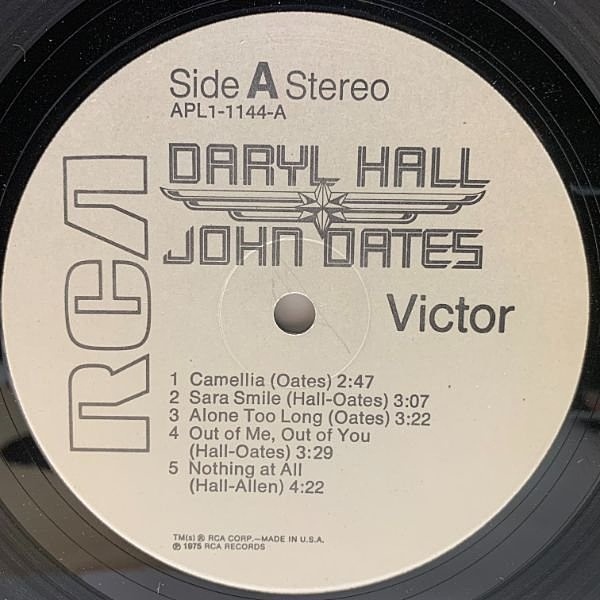 Side A Stereo
APL1-1144-A
DARYL HALL
JOHN OATES
RCA
Victor
1 Camellia (Oates) 2:47
2 Sara Smile (Hall-Oates) 3:07
3 Alone Too Long (Oates) 3:22
4 Out of Me, Out of You
(Hall-Oates) 3:29
5 Nothing at All
(Hall-Allen) 4:22
TM(s) ® RCA CORP.—MADE IN U.S.A.
℗ 1975 RCA RECORDS